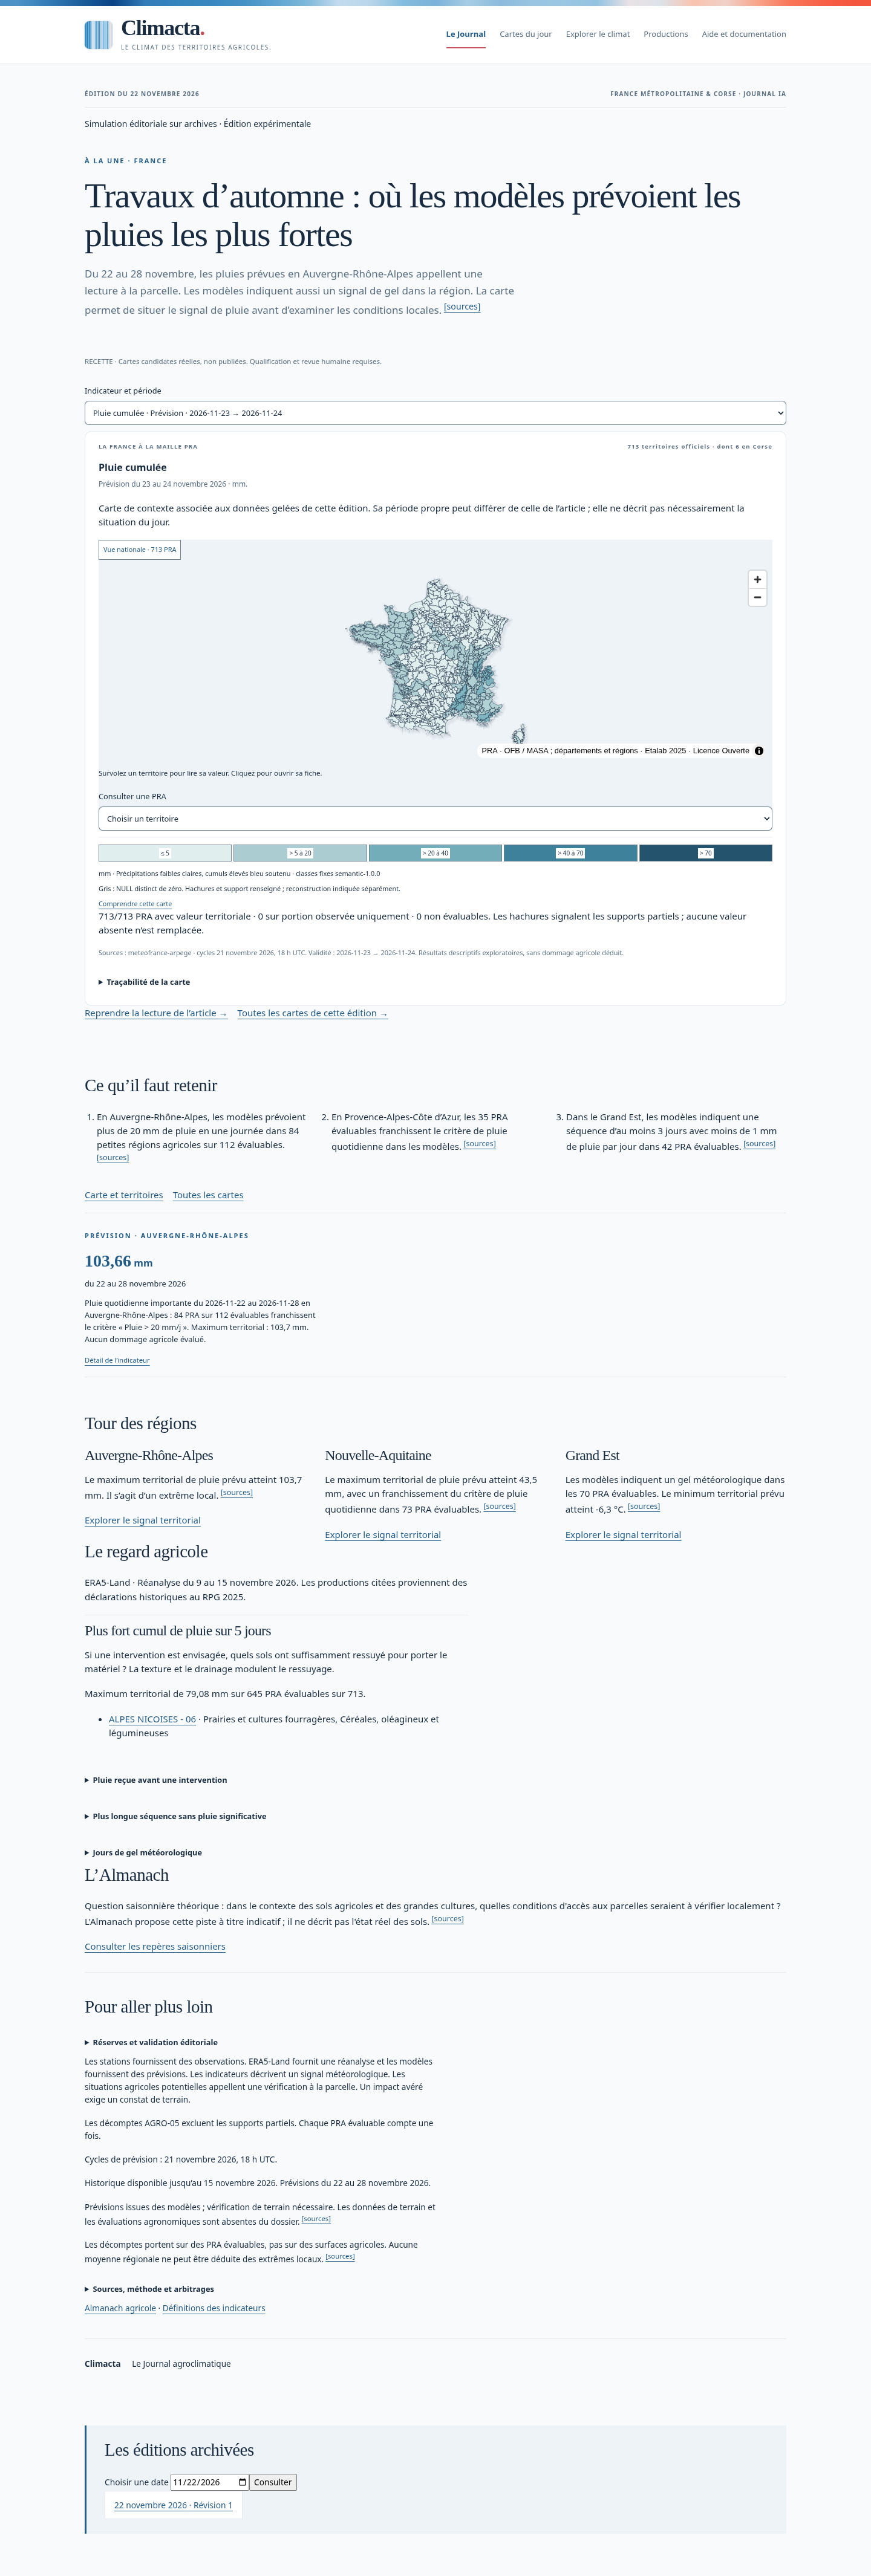 Climacta.
LE CLIMAT DES TERRITOIRES AGRICOLES.
Le Journal
Cartes du jour
Explorer le climat
Productions
Aide et documentation
ÉDITION DU 22 NOVEMBRE 2026
FRANCE MÉTROPOLITAINE & CORSE · JOURNAL IA
Simulation éditoriale sur archives · Édition expérimentale
À LA UNE · FRANCE
Travaux d’automne : où les modèles prévoient les
pluies les plus fortes
Du 22 au 28 novembre, les pluies prévues en Auvergne-Rhône-Alpes appellent une
lecture à la parcelle. Les modèles indiquent aussi un signal de gel dans la région. La carte
permet de situer le signal de pluie avant d’examiner les conditions locales. [sources]
RECETTE · Cartes candidates réelles, non publiées. Qualification et revue humaine requises.
Indicateur et période
Pluie cumulée · Prévision · 2026-11-23 → 2026-11-24
LA FRANCE À LA MAILLE PRA
713 territoires officiels · dont 6 en Corse
Pluie cumulée
Prévision du 23 au 24 novembre 2026 · mm.
Carte de contexte associée aux données gelées de cette édition. Sa période propre peut différer de celle de l’article ; elle ne décrit pas nécessairement la
situation du jour.
Vue nationale · 713 PRA
+
−
PRA · OFB / MASA ; départements et régions · Etalab 2025 · Licence Ouverte
Survolez un territoire pour lire sa valeur. Cliquez pour ouvrir sa fiche.
Consulter une PRA
Choisir un territoire
≤ 5
> 5 à 20
> 20 à 40
> 40 à 70
> 70
mm · Précipitations faibles claires, cumuls élevés bleu soutenu · classes fixes semantic-1.0.0
Gris : NULL distinct de zéro. Hachures et support renseigné ; reconstruction indiquée séparément.
Comprendre cette carte
713/713 PRA avec valeur territoriale · 0 sur portion observée uniquement · 0 non évaluables. Les hachures signalent les supports partiels ; aucune valeur
absente n’est remplacée.
Sources : meteofrance-arpege · cycles 21 novembre 2026, 18 h UTC. Validité : 2026-11-23 → 2026-11-24. Résultats descriptifs exploratoires, sans dommage agricole déduit.
Traçabilité de la carte
Reprendre la lecture de l’article →
Toutes les cartes de cette édition →
Ce qu’il faut retenir
1. En Auvergne-Rhône-Alpes, les modèles prévoient
plus de 20 mm de pluie en une journée dans 84
petites régions agricoles sur 112 évaluables.
[sources]
2. En Provence-Alpes-Côte d’Azur, les 35 PRA
évaluables franchissent le critère de pluie
quotidienne dans les modèles. [sources]
3. Dans le Grand Est, les modèles indiquent une
séquence d’au moins 3 jours avec moins de 1 mm
de pluie par jour dans 42 PRA évaluables. [sources]
Carte et territoires
Toutes les cartes
PRÉVISION · AUVERGNE-RHÔNE-ALPES
103,66 mm
du 22 au 28 novembre 2026
Pluie quotidienne importante du 2026-11-22 au 2026-11-28 en
Auvergne-Rhône-Alpes : 84 PRA sur 112 évaluables franchissent
le critère « Pluie > 20 mm/j ». Maximum territorial : 103,7 mm.
Aucun dommage agricole évalué.
Détail de l’indicateur
Tour des régions
Auvergne-Rhône-Alpes
Le maximum territorial de pluie prévu atteint 103,7
mm. Il s’agit d’un extrême local. [sources]
Explorer le signal territorial
Nouvelle-Aquitaine
Le maximum territorial de pluie prévu atteint 43,5
mm, avec un franchissement du critère de pluie
quotidienne dans 73 PRA évaluables. [sources]
Explorer le signal territorial
Grand Est
Les modèles indiquent un gel météorologique dans
les 70 PRA évaluables. Le minimum territorial prévu
atteint -6,3 °C. [sources]
Explorer le signal territorial
Le regard agricole
ERA5-Land · Réanalyse du 9 au 15 novembre 2026. Les productions citées proviennent des
déclarations historiques au RPG 2025.
Plus fort cumul de pluie sur 5 jours
Si une intervention est envisagée, quels sols ont suffisamment ressuyé pour porter le
matériel ? La texture et le drainage modulent le ressuyage.
Maximum territorial de 79,08 mm sur 645 PRA évaluables sur 713.
• ALPES NICOISES - 06 · Prairies et cultures fourragères, Céréales, oléagineux et
légumineuses
Pluie reçue avant une intervention
Plus longue séquence sans pluie significative
Jours de gel météorologique
L’Almanach
Question saisonnière théorique : dans le contexte des sols agricoles et des grandes cultures, quelles conditions d'accès aux parcelles seraient à vérifier localement ?
L'Almanach propose cette piste à titre indicatif ; il ne décrit pas l'état réel des sols. [sources]
Consulter les repères saisonniers
Pour aller plus loin
Réserves et validation éditoriale
Les stations fournissent des observations. ERA5-Land fournit une réanalyse et les modèles
fournissent des prévisions. Les indicateurs décrivent un signal météorologique. Les
situations agricoles potentielles appellent une vérification à la parcelle. Un impact avéré
exige un constat de terrain.
Les décomptes AGRO-05 excluent les supports partiels. Chaque PRA évaluable compte une
fois.
Cycles de prévision : 21 novembre 2026, 18 h UTC.
Historique disponible jusqu’au 15 novembre 2026. Prévisions du 22 au 28 novembre 2026.
Prévisions issues des modèles ; vérification de terrain nécessaire. Les données de terrain et
les évaluations agronomiques sont absentes du dossier. [sources]
Les décomptes portent sur des PRA évaluables, pas sur des surfaces agricoles. Aucune
moyenne régionale ne peut être déduite des extrêmes locaux. [sources]
Sources, méthode et arbitrages
Almanach agricole · Définitions des indicateurs
Climacta
Le Journal agroclimatique
Les éditions archivées
Choisir une date 11/22/2026 Consulter
22 novembre 2026 · Révision 1